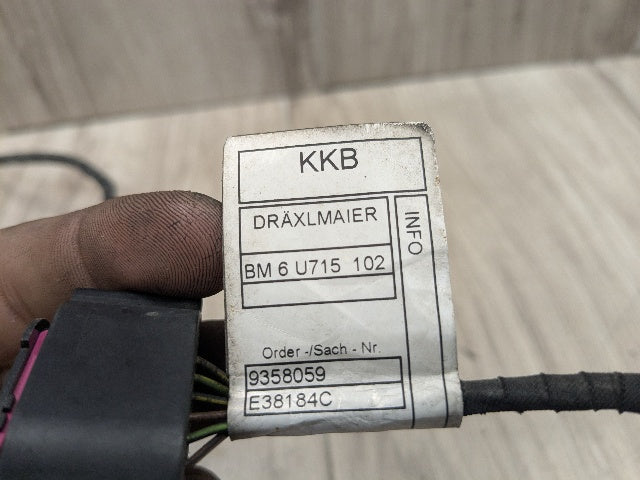 KKB
DRÄXLMAIER
INFO
BM 6 U715 102
Order -/Sach - Nr.
9358059
E38184C